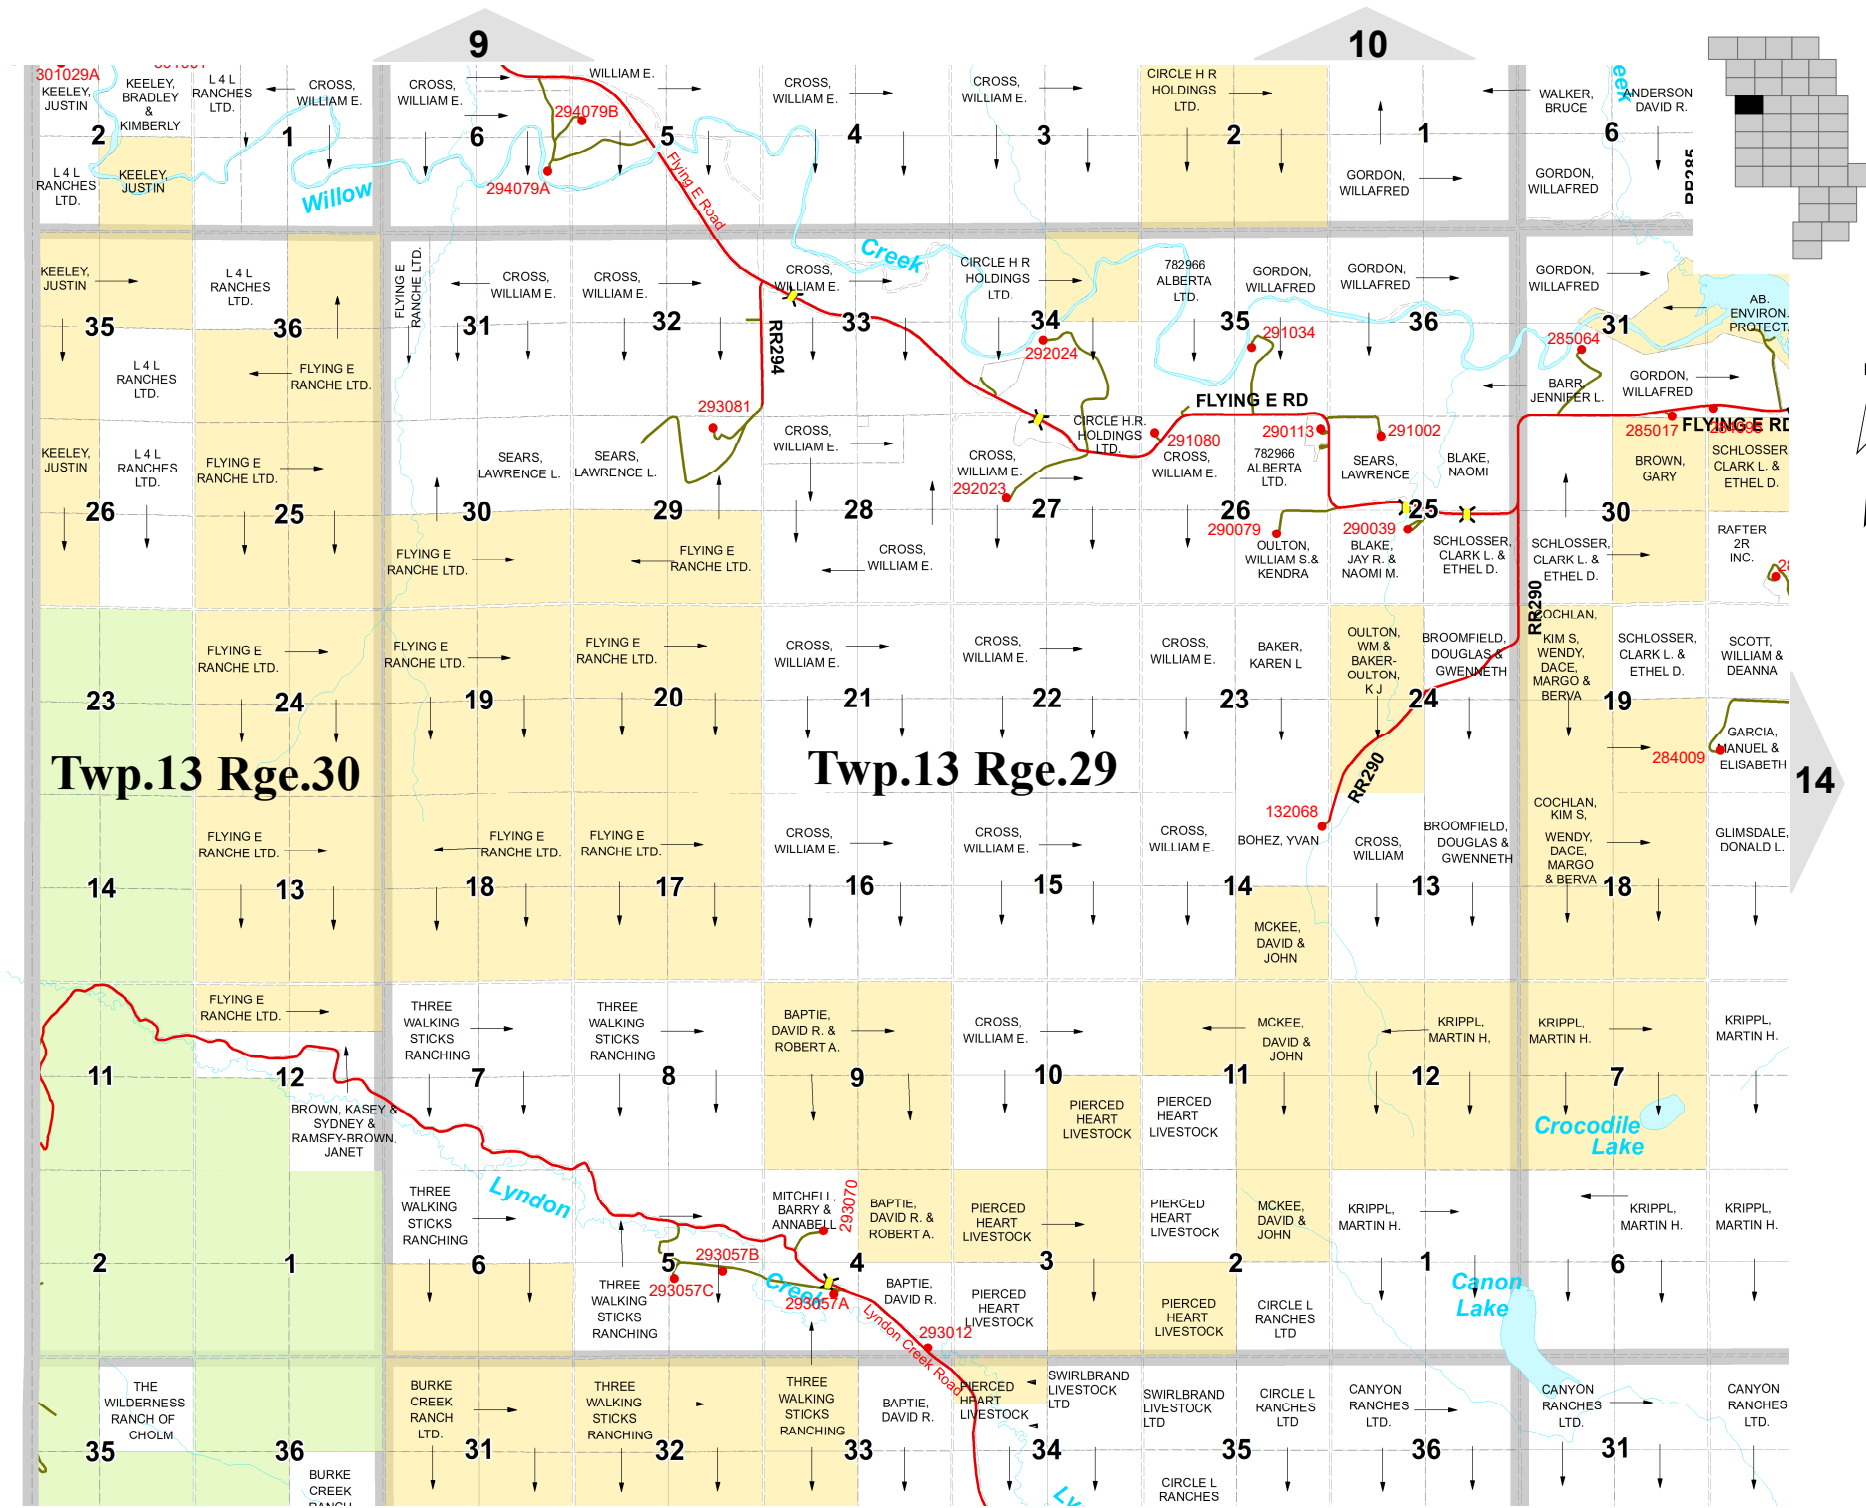 9
10
301029A
KEELEY,
JUSTIN
KEELEY,
BRADLEY
&
KIMBERLY
L 4 L
RANCHES
LTD.
CROSS,
WILLIAM E.
CROSS,
WILLIAM E.
WILLIAM E.
294079B
CROSS,
WILLIAM E.
CROSS,
WILLIAM E.
CIRCLE H R
HOLDINGS
LTD.
WALKER,
BRUCE
eek
ANDERSON
DAVID R.
2
1
6
5
4
3
2
1
6
L 4 L
RANCHES
LTD.
KEELEY,
JUSTIN
Willow
294079A
Flying E Road
GORDON,
WILLAFRED
GORDON,
WILLAFRED
RR285
KEELEY,
JUSTIN
L 4 L
RANCHES
LTD.
FLYING E
RANCHE LTD.
CROSS,
WILLIAM E.
CROSS,
WILLIAM E.
CROSS,
WILLIAM E.
Creek
CIRCLE H R
HOLDINGS
LTD.
782966
ALBERTA
LTD.
GORDON,
WILLAFRED
GORDON,
WILLAFRED
GORDON,
WILLAFRED
AB.
ENVIRON.
PROTECT.
35
36
31
32
RR294
33
34
35
36
31
292024
291034
285064
L 4 L
RANCHES
LTD.
FLYING E
RANCHE LTD.
BARR,
JENNIFER L.
GORDON,
WILLAFRED
293081
FLYING E RD
FLYING E RD
285017
KEELEY,
JUSTIN
L 4 L
RANCHES
LTD.
FLYING E
RANCHE LTD.
SEARS,
LAWRENCE L.
SEARS,
LAWRENCE L.
CROSS,
WILLIAM E.
CIRCLE H.R.
HOLDINGS
LTD.
CROSS,
WILLIAM E.
292023
291080
CROSS,
WILLIAM E.
290113
782966
ALBERTA
LTD.
291002
SEARS,
LAWRENCE
BLAKE,
NAOMI
BROWN,
GARY
SCHLOSSER
CLARK L. &
ETHEL D.
26
25
30
29
28
27
26
25
30
290079
290039
FLYING E
RANCHE LTD.
FLYING E
RANCHE LTD.
CROSS,
WILLIAM E.
OULTON,
WILLIAM S.&
KENDRA
BLAKE,
JAY R. &
NAOMI M.
SCHLOSSER,
CLARK L. &
ETHEL D.
SCHLOSSER,
CLARK L. &
ETHEL D.
RAFTER
2R
INC.
RR290
FLYING E
RANCHE LTD.
FLYING E
RANCHE LTD.
FLYING E
RANCHE LTD.
CROSS,
WILLIAM E.
CROSS,
WILLIAM E.
CROSS,
WILLIAM E.
BAKER,
KAREN L
OULTON,
WM &
BAKER-
OULTON,
K J
BROOMFIELD,
DOUGLAS &
GWENNETH
COCHLAN,
KIM S,
WENDY,
DACE,
MARGO &
BERVA
SCHLOSSER,
CLARK L. &
ETHEL D.
SCOTT,
WILLIAM &
DEANNA
23
24
19
20
21
22
23
24
19
Twp.13 Rge.30
Twp.13 Rge.29
RR290
284009
GARCIA,
MANUEL &
ELISABETH
14
132068
FLYING E
RANCHE LTD.
FLYING E
RANCHE LTD.
FLYING E
RANCHE LTD.
CROSS,
WILLIAM E.
CROSS,
WILLIAM E.
CROSS,
WILLIAM E.
BOHEZ, YVAN
CROSS,
WILLIAM
BROOMFIELD,
DOUGLAS &
GWENNETH
COCHLAN,
KIM S,
WENDY,
DACE,
MARGO
& BERVA
GLIMSDALE,
DONALD L.
14
13
18
17
16
15
14
13
18
MCKEE,
DAVID &
JOHN
FLYING E
RANCHE LTD.
THREE
WALKING
STICKS
RANCHING
THREE
WALKING
STICKS
RANCHING
BAPTIE,
DAVID R. &
ROBERT A.
CROSS,
WILLIAM E.
MCKEE,
DAVID &
JOHN
KRIPPL,
MARTIN H,
KRIPPL,
MARTIN H.
KRIPPL,
MARTIN H.
11
12
7
8
9
10
11
12
7
BROWN, KASEY &
SYDNEY &
RAMSEY-BROWN,
JANET
PIERCED
HEART
LIVESTOCK
PIERCED
HEART
LIVESTOCK
Crocodile
Lake
Lyndon
THREE
WALKING
STICKS
RANCHING
MITCHELL,
BARRY &
ANNABELL
293070
BAPTIE,
DAVID R. &
ROBERT A.
PIERCED
HEART
LIVESTOCK
PIERCED
HEART
LIVESTOCK
MCKEE,
DAVID &
JOHN
KRIPPL,
MARTIN H.
KRIPPL,
MARTIN H.
KRIPPL,
MARTIN H.
2
1
6
5
4
3
2
1
6
293057B
293057C
Creek
293057A
THREE
WALKING
STICKS
RANCHING
BAPTIE,
DAVID R.
PIERCED
HEART
LIVESTOCK
PIERCED
HEART
LIVESTOCK
CIRCLE L
RANCHES
LTD
Canon
Lake
293012
Lyndon Creek Road
THE
WILDERNESS
RANCH OF
CHOLM
BURKE
CREEK
RANCH
LTD.
THREE
WALKING
STICKS
RANCHING
THREE
WALKING
STICKS
RANCHING
BAPTIE,
DAVID R.
PIERCED
HEART
LIVESTOCK
SWIRLBRAND
LIVESTOCK
LTD
SWIRLBRAND
LIVESTOCK
LTD
CIRCLE L
RANCHES
LTD
CANYON
RANCHES
LTD.
CANYON
RANCHES
LTD.
CANYON
RANCHES
LTD.
35
36
31
32
33
34
35
36
31
BURKE
CREEK
RANCH
CIRCLE L
RANCHES